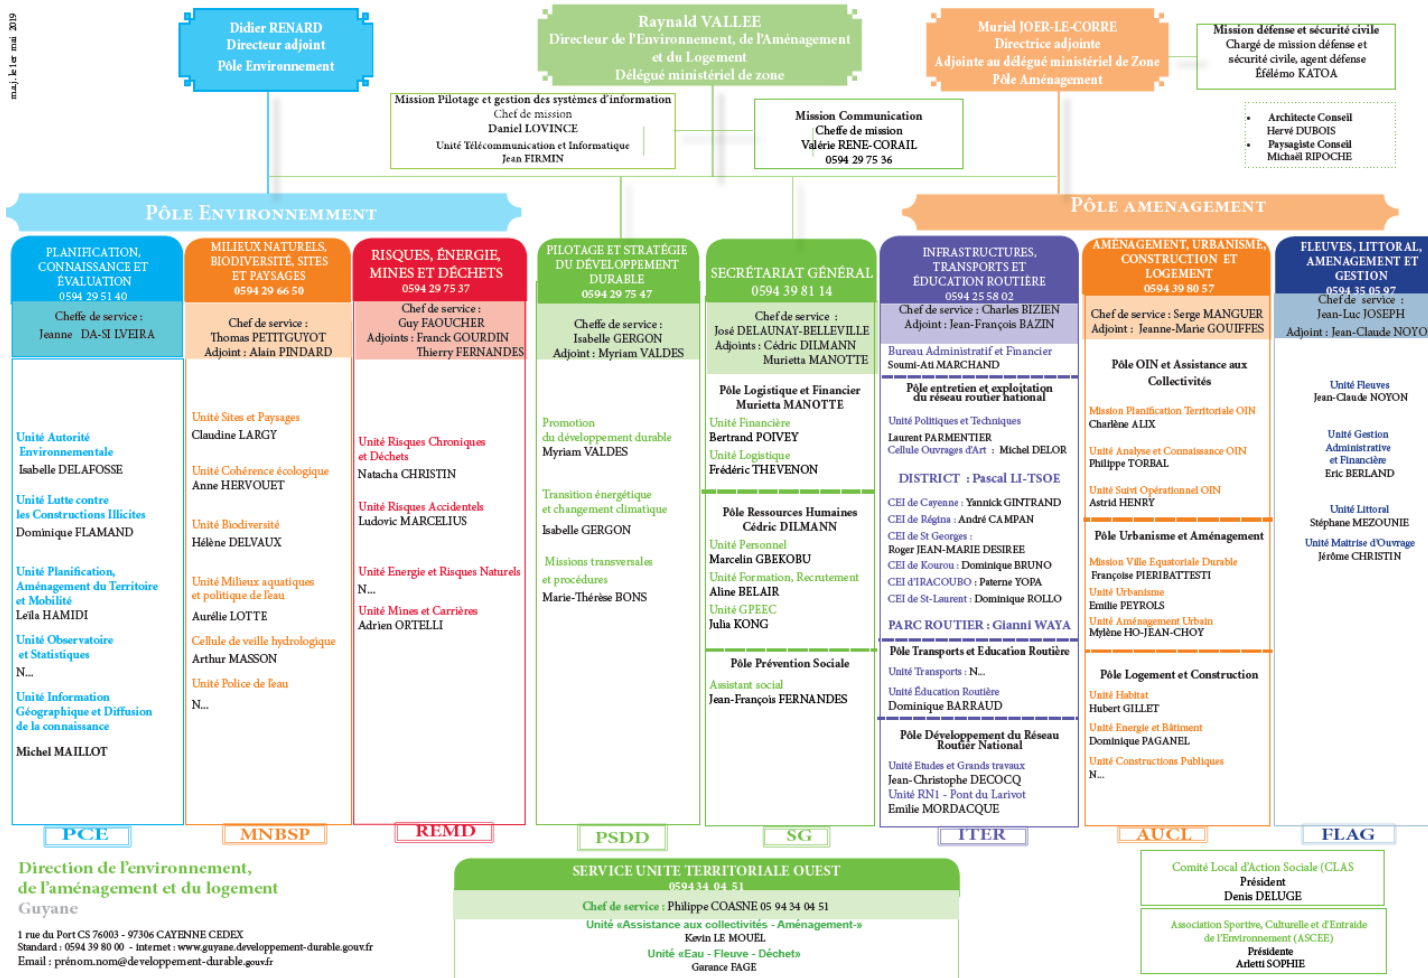 m.a.j. le 1er mai 2019
Didier RENARD
Directeur adjoint
Pôle Environnement
Raynald VALLEE
Directeur de l'Environnement, de l'Aménagement
et du Logement
Délégué ministériel de zone
Muriel JOER-LE-CORRE
Directrice adjointe
Adjointe au délégué ministériel de Zone
Pôle Aménagement
Mission défense et sécurité civile
Chargé de mission défense et
sécurité civile, agent défense
Éfélémo KATOA
Mission Pilotage et gestion des systèmes d'information
Chef de mission
Daniel LOVINCE
Unité Télécommunication et Informatique
Jean FIRMIN
Mission Communication
Cheffe de mission
Valérie RENE-CORAIL
0594 29 75 36
• Architecte Conseil
Hervé DUBOIS
• Paysagiste Conseil
Michaël RIPOCHE
PÔLE ENVIRONNEMMENT
PÔLE AMENAGEMENT
PLANIFICATION,
CONNAISSANCE ET
ÉVALUATION
0594 29 51 40
Cheffe de service :
Jeanne DA-SI LVEIRA
Unité Autorité
Environnementale
Isabelle DELAFOSSE
Unité Lutte contre
les Constructions Illicites
Dominique FLAMAND
Unité Planification,
Aménagement du Territoire
et Mobilité
Leïla HAMIDI
Unité Observatoire
et Statistiques
N...
Unité Information
Géographique et Diffusion
de la connaissance
Michel MAILLOT
PCE
MILIEUX NATURELS,
BIODIVERSITÉ, SITES
ET PAYSAGES
0594 29 66 50
Chef de service :
Thomas PETITGUYOT
Adjoint : Alain PINDARD
Unité Sites et Paysages
Claudine LARGY
Unité Cohérence écologique
Anne HERVOUET
Unité Biodiversité
Hélène DELVAUX
Unité Milieux aquatiques
et politique de l'eau
Aurélie LOTTE
Cellule de veille hydrologique
Arthur MASSON
Unité Police de l'eau
N...
MNBSP
RISQUES, ÉNERGIE,
MINES ET DÉCHETS
0594 29 75 37
Chef de service :
Guy FAOUCHER
Adjoints : Franck GOURDIN
Thierry FERNANDES
Unité Risques Chroniques
et Déchets
Natacha CHRISTIN
Unité Risques Accidentels
Ludovic MARCELIUS
Unité Energie et Risques Naturels
N...
Unité Mines et Carrières
Adrien ORTELLI
REMD
PILOTAGE ET STRATÉGIE
DU DÉVELOPPEMENT
DURABLE
0594 29 75 47
Cheffe de service :
Isabelle GERGON
Adjoint : Myriam VALDES
Promotion
du développement durable
Myriam VALDES
Transition énergétique
et changement climatique
Isabelle GERGON
Missions transversales
et procédures
Marie-Thérèse BONS
PSDD
SECRÉTARIAT GÉNÉRAL
0594 39 81 14
Chef de service :
José DELAUNAY-BELLEVILLE
Adjoints : Cédric DILMANN
Murietta MANOTTE
Pôle Logistique et Financier
Murietta MANOTTE
Unité Financière
Bertrand POIVEY
Unité Logistique
Frédéric THEVENON
Pôle Ressources Humaines
Cédric DILMANN
Unité Personnel
Marcelin GBEKOBU
Unité Formation, Recrutement
Aline BELAIR
Unité GPEEC
Julia KONG
Pôle Prévention Sociale
Assistant social
Jean-François FERNANDES
SG
INFRASTRUCTURES,
TRANSPORTS ET
ÉDUCATION ROUTIÈRE
0594 25 58 02
Chef de service : Charles BIZIEN
Adjoint : Jean-François BAZIN
Bureau Administratif et Financier
Soumi-Ati MARCHAND
Pôle entretien et exploitation
du réseau routier national
Unité Politiques et Techniques
Laurent PARMENTIER
Cellule Ouvrages d'Art : Michel DELOR
DISTRICT : Pascal LI-TSOE
CEI de Cayenne : Yannick GINTRAND
CEI de Régina : André CAMPAN
CEI de St Georges :
Roger JEAN-MARIE DESIREE
CEI de Kourou : Dominique BRUNO
CEI d'IRACOUBO : Paterne YOPA
CEI de St-Laurent : Dominique ROLLO
PARC ROUTIER : Gianni WAYA
Pôle Transports et Education Routière
Unité Transports : N...
Unité Éducation Routière
Dominique BARRAUD
Pôle Développement du Réseau
Routier National
Unité Etudes et Grands travaux
Jean-Christophe DECOCQ
Unité RN1 - Pont du Larivot
Emilie MORDACQUE
ITER
AMÉNAGEMENT, URBANISME,
CONSTRUCTION ET
LOGEMENT
0594 39 80 57
Chef de service : Serge MANGUER
Adjoint : Jeanne-Marie GOUIFFES
Pôle OIN et Assistance aux
Collectivités
Mission Planification Territoriale OIN
Charlène ALIX
Unité Analyse et Connaissance OIN
Philippe TORBAL
Unité Suivi Opérationnel OIN
Astrid HENRY
Pôle Urbanisme et Aménagement
Mission Ville Equatoriale Durable
Françoise PIERIBATTESTI
Unité Urbanisme
Emilie PEYROLS
Unité Aménagement Urbain
Mylène HO-JEAN-CHOY
Pôle Logement et Construction
Unité Habitat
Hubert GILLET
Unité Energie et Bâtiment
Dominique PAGANEL
Unité Constructions Publiques
N...
AUCL
FLEUVES, LITTORAL,
AMENAGEMENT ET
GESTION
0594 35 05 97
Chef de service :
Jean-Luc JOSEPH
Adjoint : Jean-Claude NOYO
Unité Fleuves
Jean-Claude NOYON
Unité Gestion
Administrative
et Financière
Eric BERLAND
Unité Littoral
Stéphane MEZOUNIE
Unité Maitrise d'Ouvrage
Jérôme CHRISTIN
FLAG
Direction de l'environnement,
de l'aménagement et du logement
Guyane
1 rue du Port CS 76003 - 97306 CAYENNE CEDEX
Standard : 0594 39 80 00 - internet : www.guyane.developpement-durable.gouv.fr
Email : prénom.nom@developpement-durable.gouv.fr
SERVICE UNITE TERRITORIALE OUEST
0594 34 04 51
Chef de service : Philippe COASNE 05 94 34 04 51
Unité «Assistance aux collectivités - Aménagement-»
Kevin LE MOUËL
Unité «Eau - Fleuve - Déchet»
Garance FAGE
Comité Local d'Action Sociale (CLAS
Président
Denis DELUGE
Association Sportive, Culturelle et d'Entraide
de l'Environnement (ASCEE)
Présidente
Arletti SOPHIE